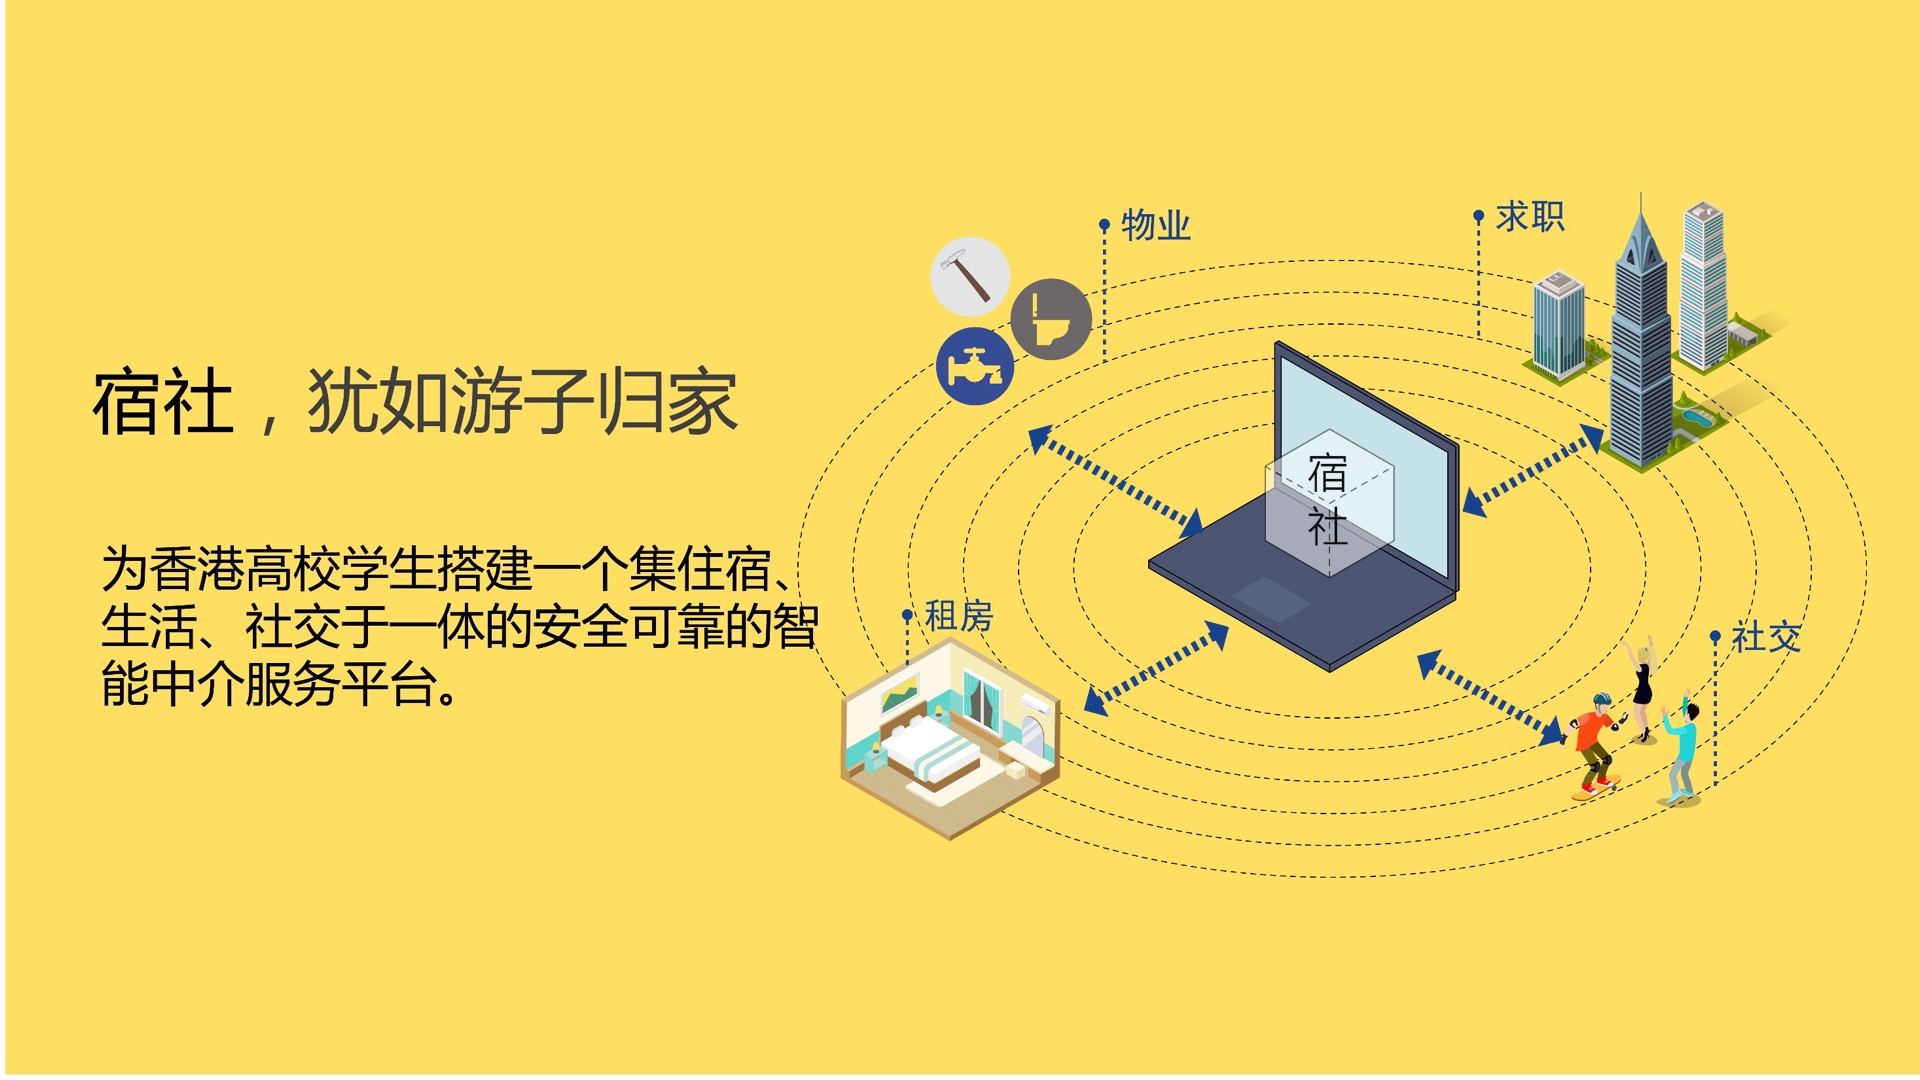 宿社，犹如游子归家
为香港高校学生搭建一个集住宿、
生活、社交于一体的安全可靠的智
能中介服务平台。
物业
求职
宿
社
租房
社交